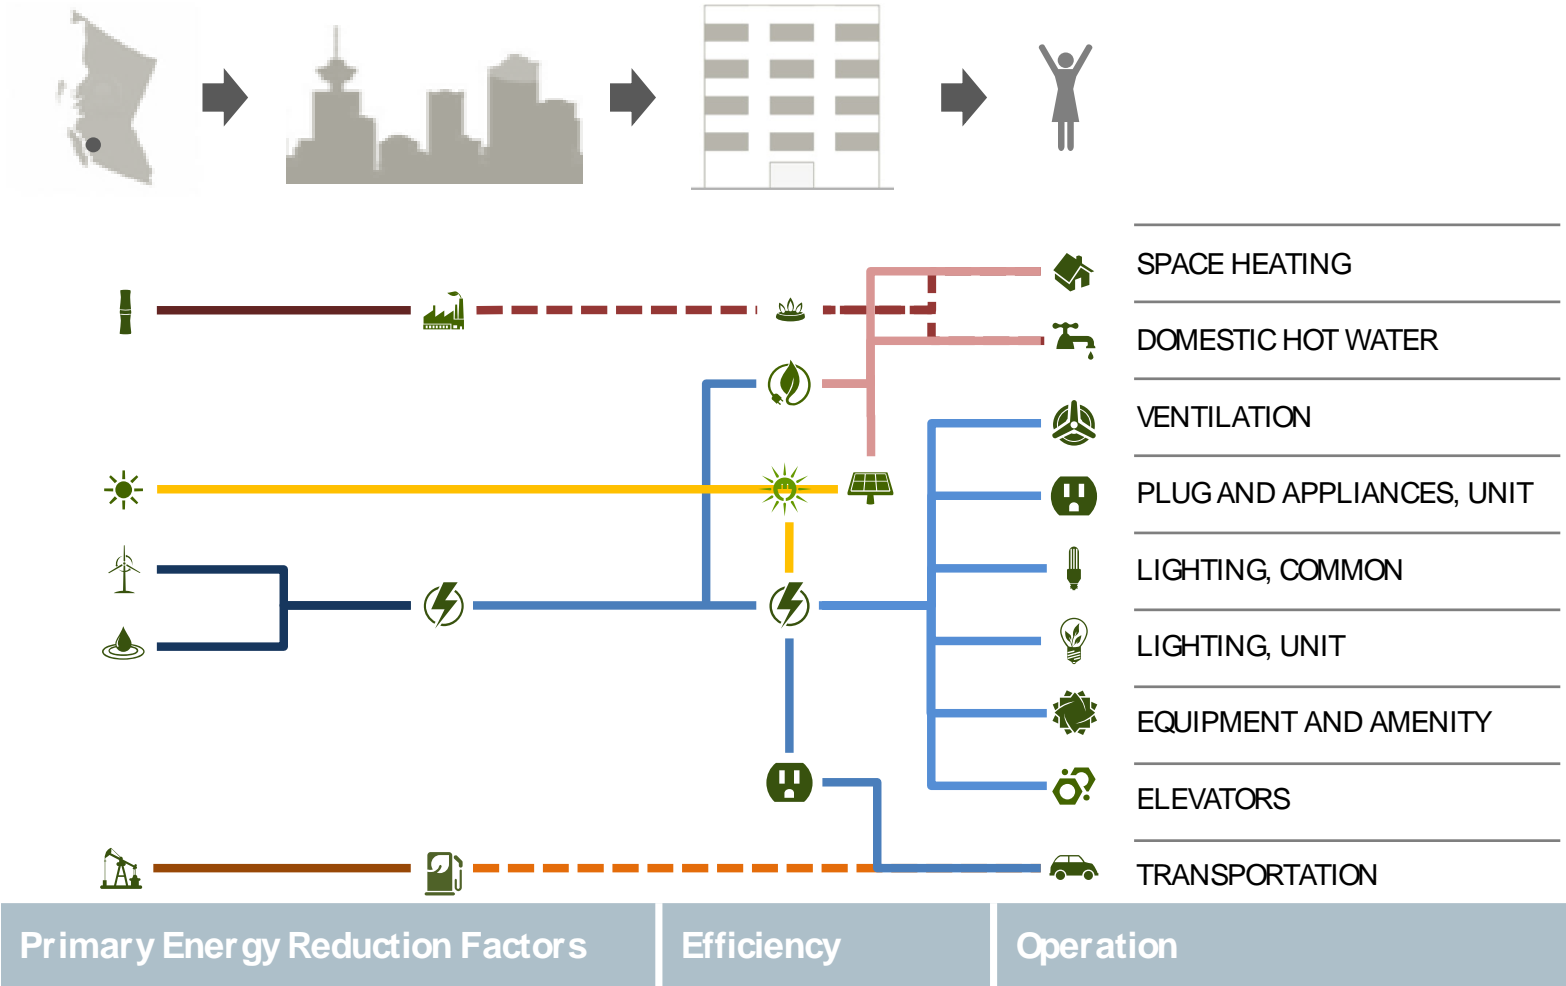 SPACE HEATING
DOMESTIC HOT WATER
VENTILATION
PLUG AND APPLIANCES, UNIT
LIGHTING, COMMON
LIGHTING, UNIT
EQUIPMENT AND AMENITY
ELEVATORS
TRANSPORTATION
Primary Energy Reduction Factors
Efficiency
Operation